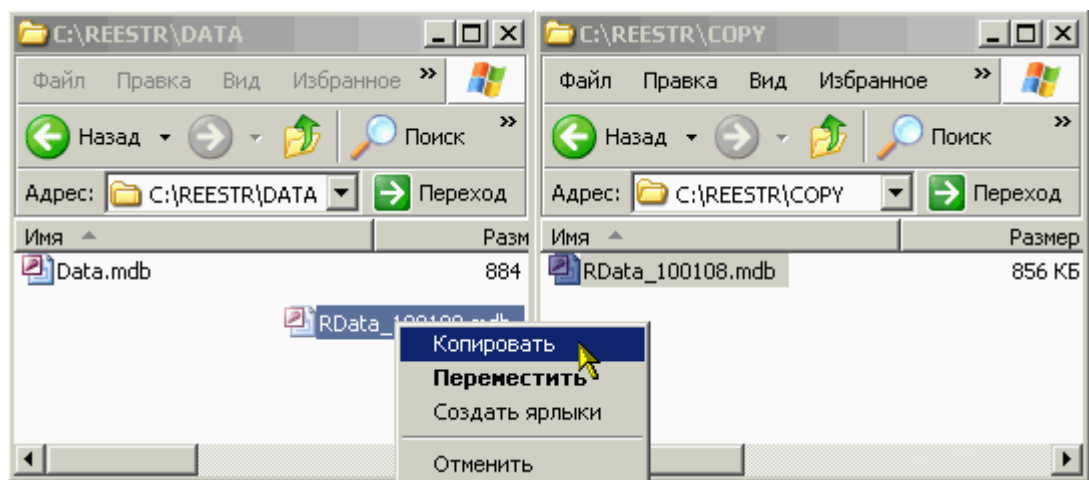 C:\REESTR\DATA
Файл Правка Вид Избранное »
Назад Поиск »
Адрес: C:\REESTR\DATA Переход
Имя Разм
Data.mdb 884
C:\REESTR\COPY
Файл Правка Вид Избранное »
Назад Поиск »
Адрес: C:\REESTR\COPY Переход
Имя Размер
RData_100108.mdb 856 КБ
RData_100108.mdb
Копировать
Переместить
Создать ярлыки
Отменить